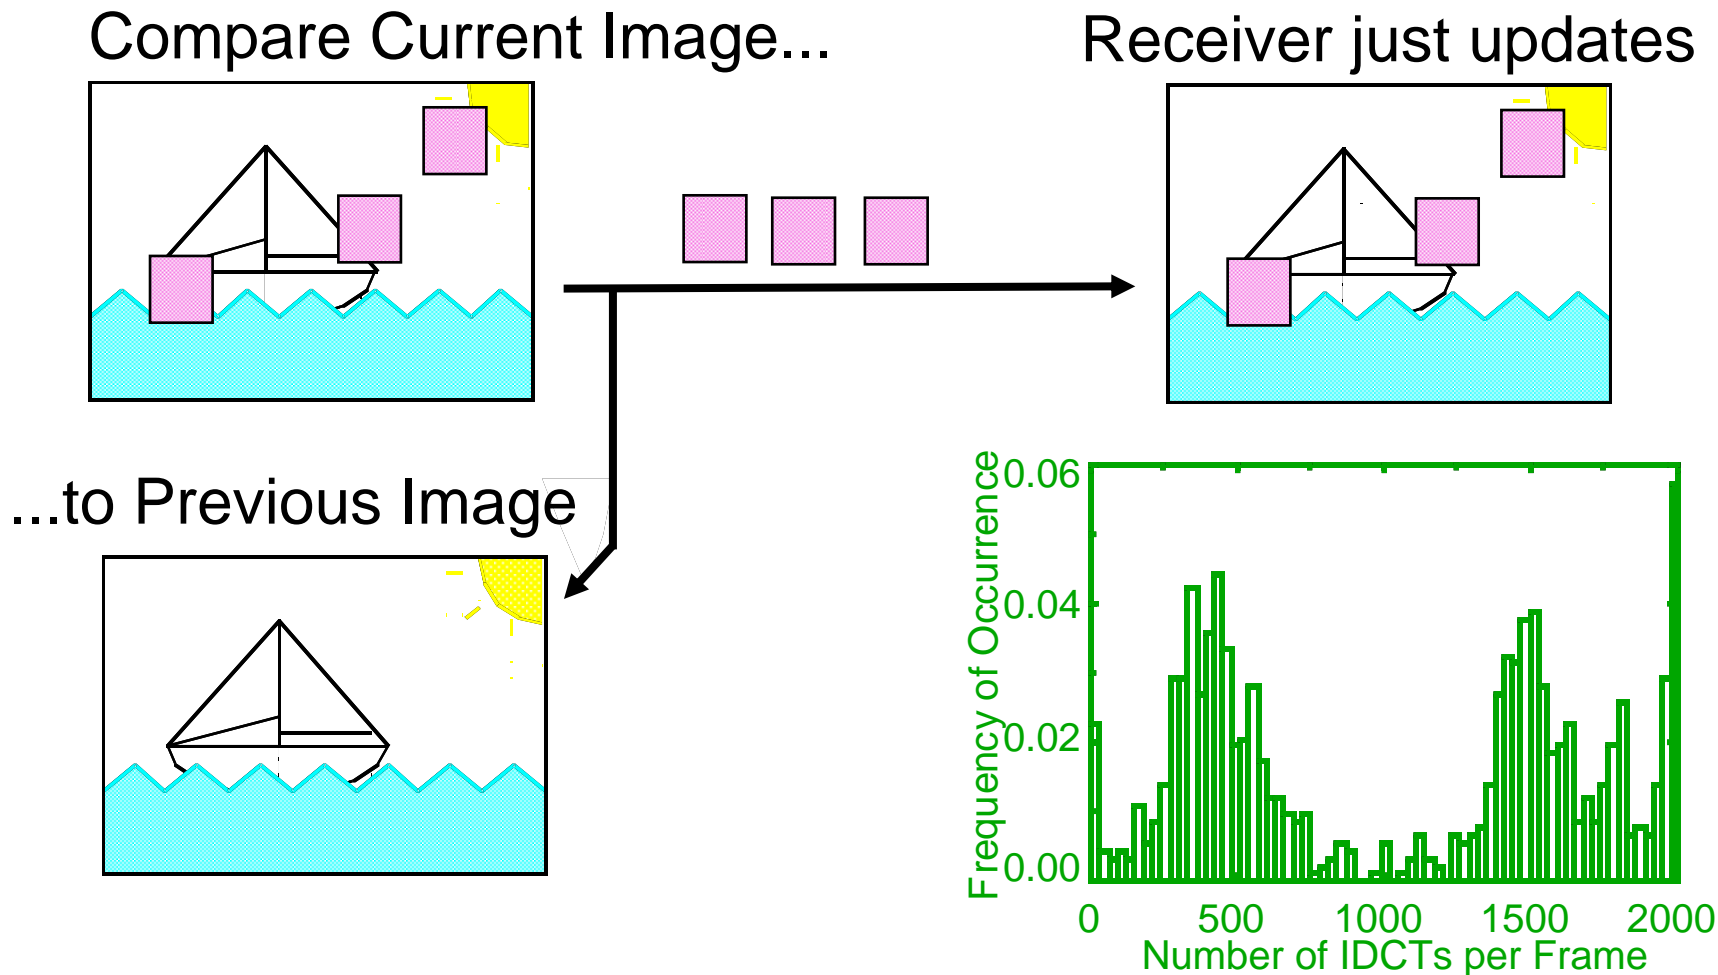 Compare Current Image...
Receiver just updates
...to Previous Image
Frequency of Occurrence
0.06
0.04
0.02
0.00
0 500 1000 1500 2000
Number of IDCTs per Frame